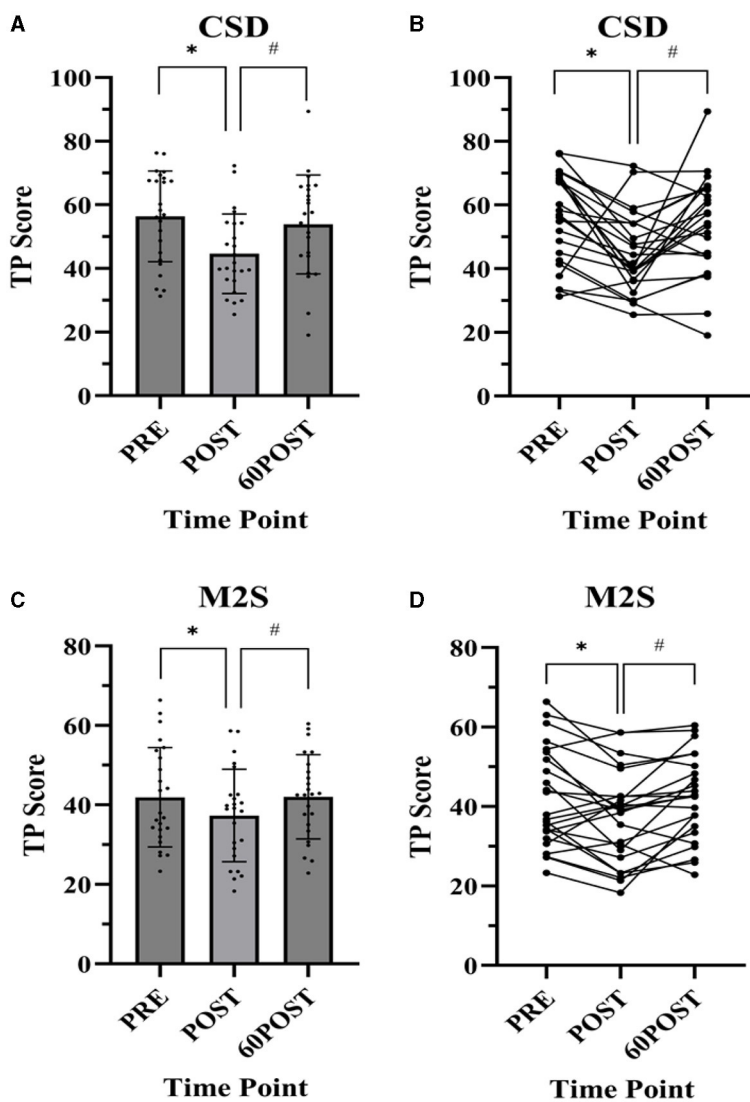 A
CSD
*
#
TP Score
100
80
60
40
20
0
PRE
POST
60POST
Time Point
B
CSD
*
#
TP Score
100
80
60
40
20
0
PRE
POST
60POST
Time Point
C
M2S
*
#
TP Score
80
60
40
20
0
PRE
POST
60POST
Time Point
D
M2S
*
#
TP Score
80
60
40
20
0
PRE
POST
60POST
Time Point